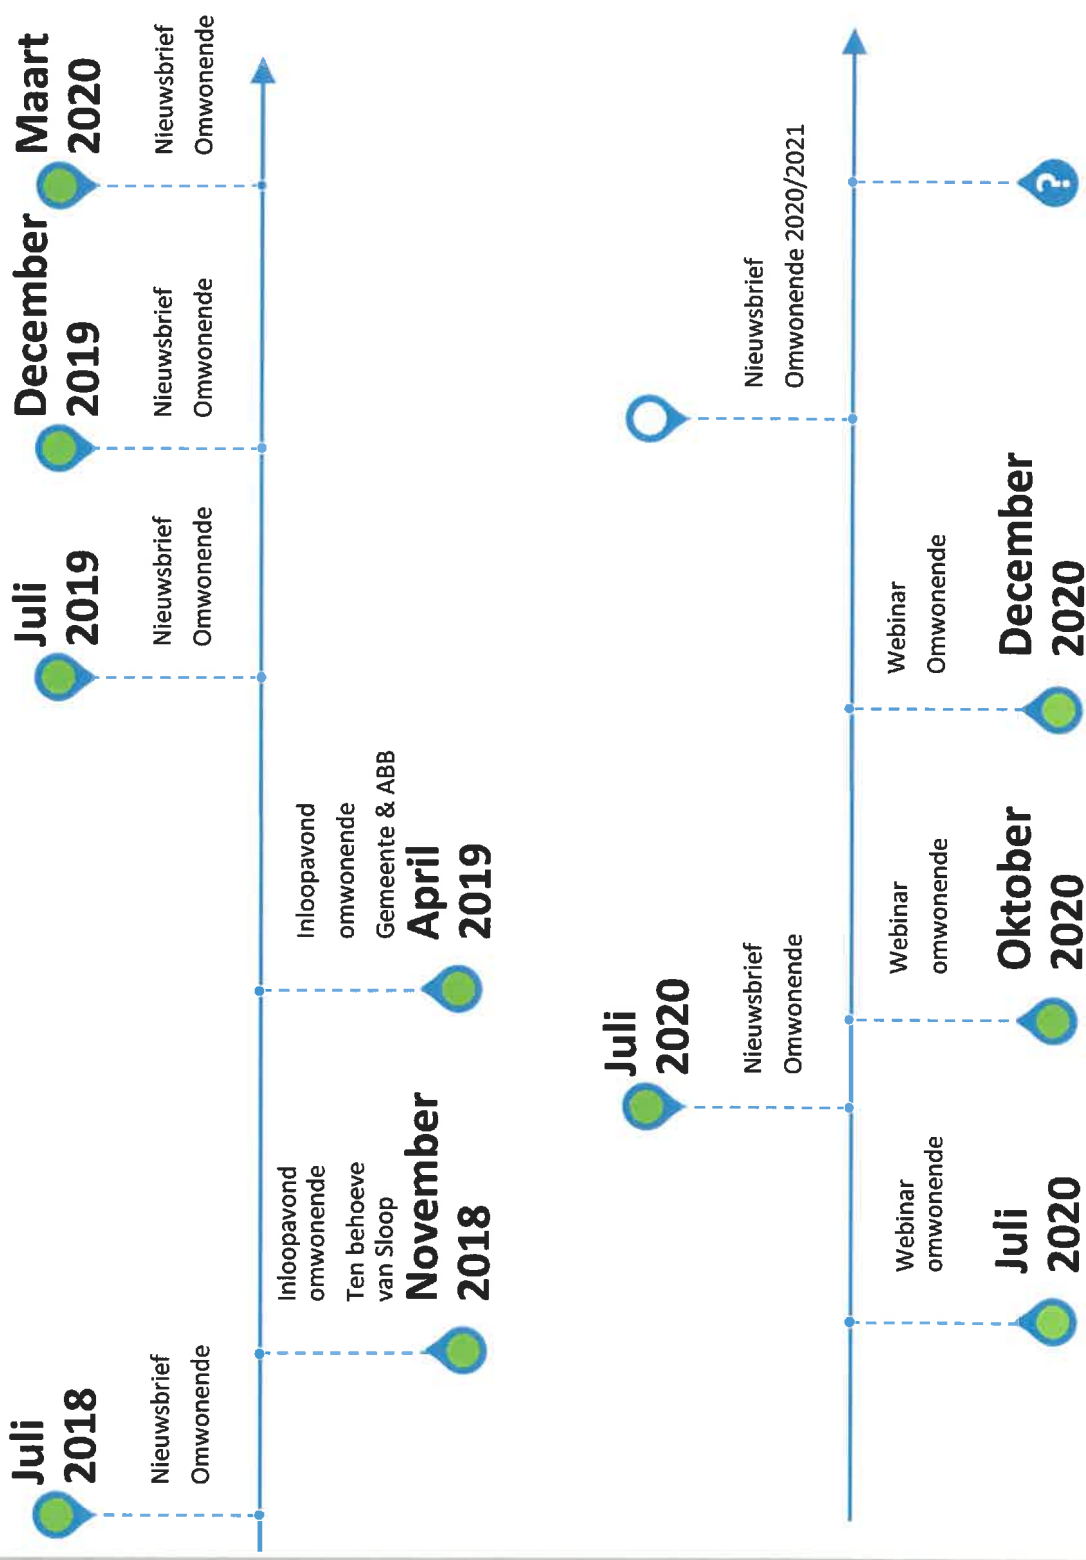 Juli
2018
Nieuwsbrief
Omwonende
Inloopavond
omwonende
Ten behoeve
van Sloop
November
2018
Inloopavond
omwonende
Gemeente & ABB
April
2019
Juli
2019
Nieuwsbrief
Omwonende
December
2019
Nieuwsbrief
Omwonende
Maart
2020
Nieuwsbrief
Omwonende
Webinar
omwonende
Juli
2020
Juli
2020
Nieuwsbrief
Omwonende
Webinar
omwonende
Oktober
2020
Webinar
Omwonende
December
2020
Nieuwsbrief
Omwonende 2020/2021
?